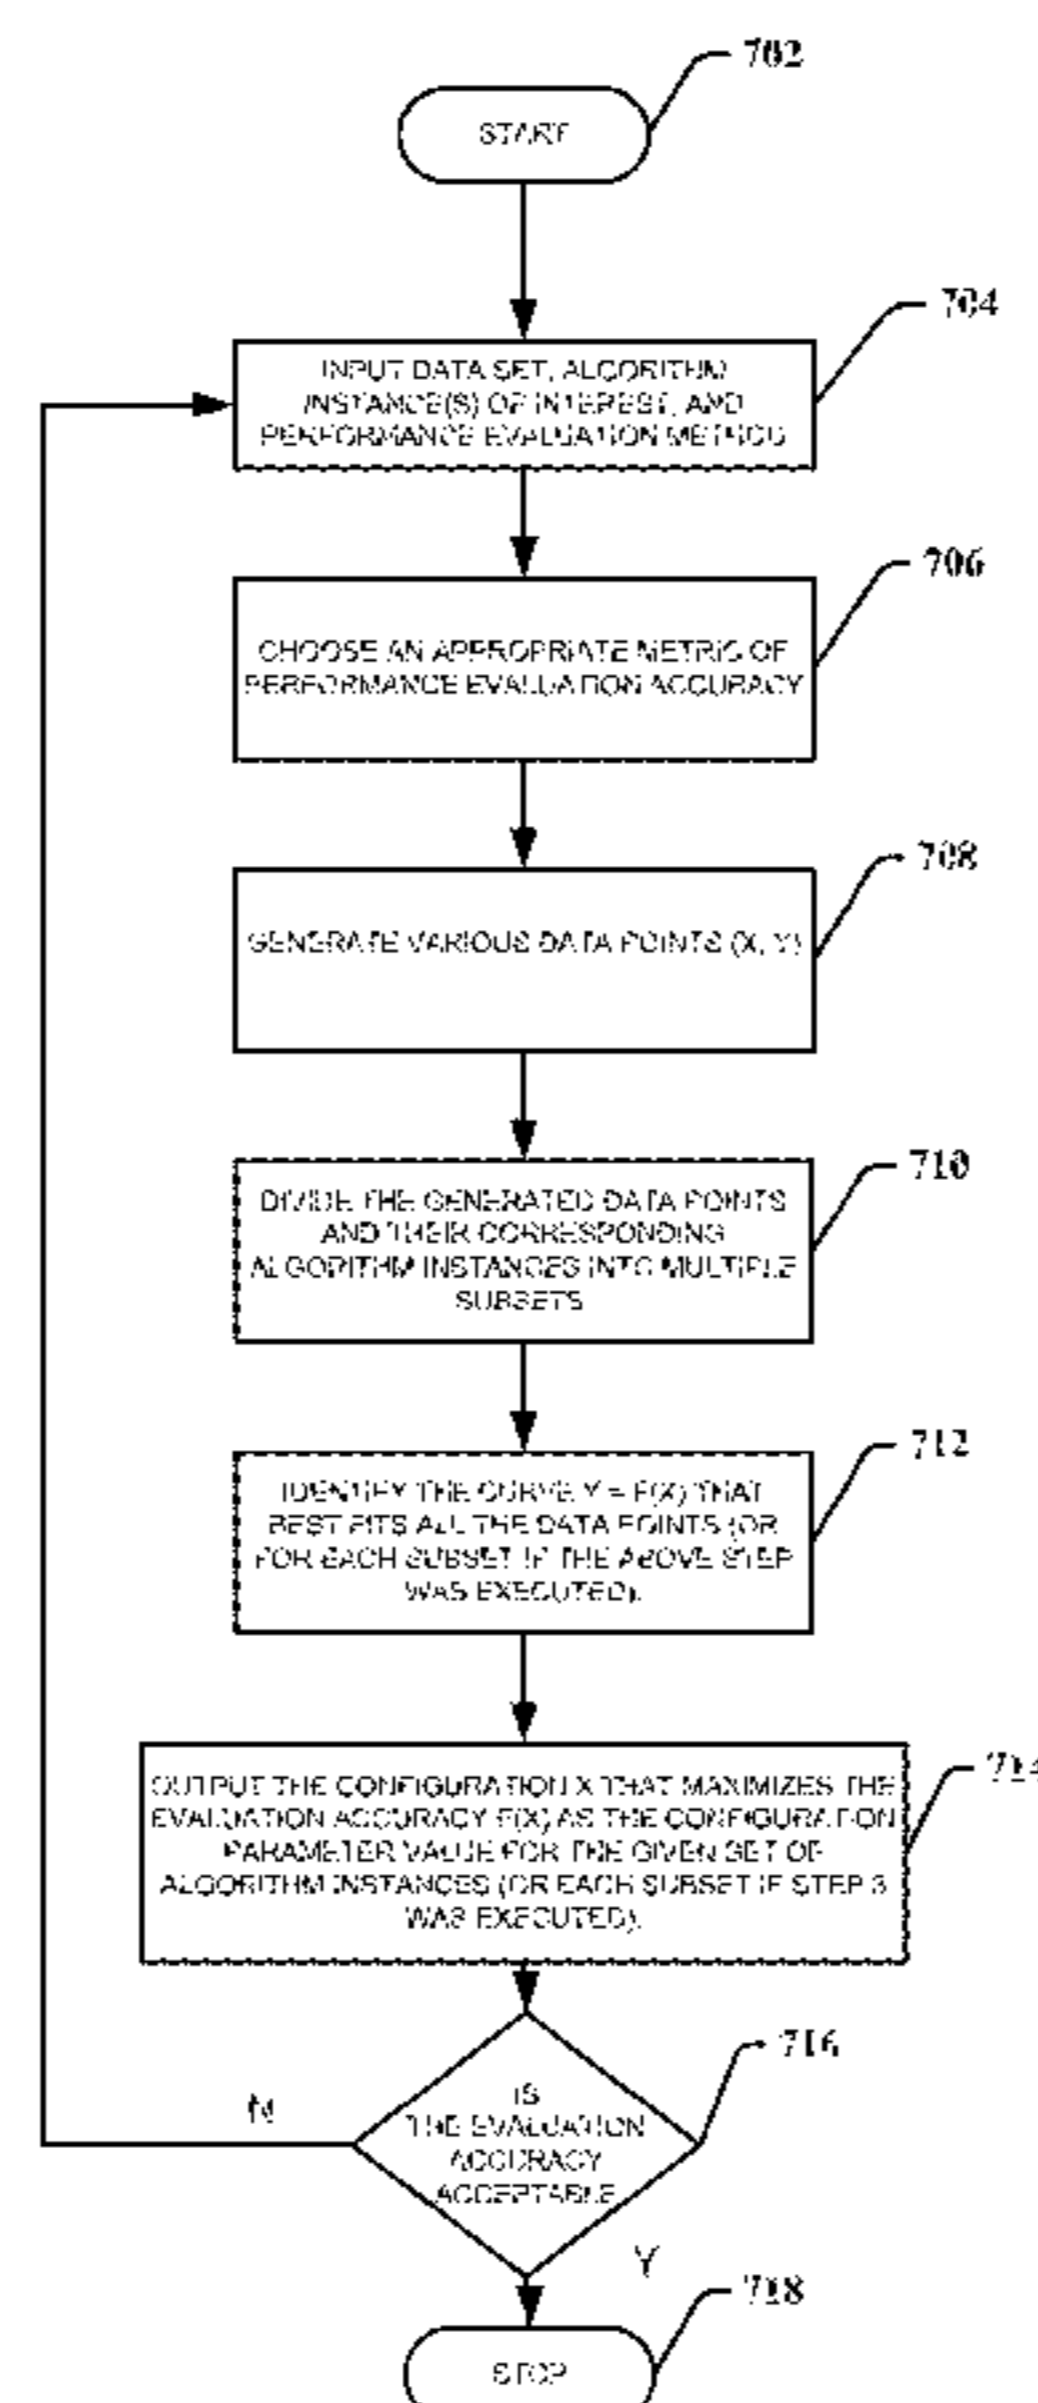 702
START
704
INPUT DATA SET, ALGORITHM
INSTANCE(S) OF INTEREST, AND
PERFORMANCE EVALUATION METHOD
706
CHOOSE AN APPROPRIATE METRIC OF
PERFORMANCE EVALUATION ACCURACY
708
GENERATE VARIOUS DATA POINTS (X, Y)
710
DIVIDE THE GENERATED DATA POINTS
AND THEIR CORRESPONDING
ALGORITHM INSTANCES INTO MULTIPLE
SUBSETS
712
IDENTIFY THE CURVE Y = F(X) THAT
BEST FITS ALL THE DATA POINTS (OR
FOR EACH SUBSET IF THE ABOVE STEP
WAS EXECUTED).
714
OUTPUT THE CONFIGURATION X THAT MAXIMIZES THE
EVALUATION ACCURACY F(X) AS THE CONFIGURATION
PARAMETER VALUE FOR THE GIVEN SET OF
ALGORITHM INSTANCES (OR EACH SUBSET IF STEP 3
WAS EXECUTED).
716
IS
THE EVALUATION
ACCURACY
ACCEPTABLE
N
Y
718
STOP